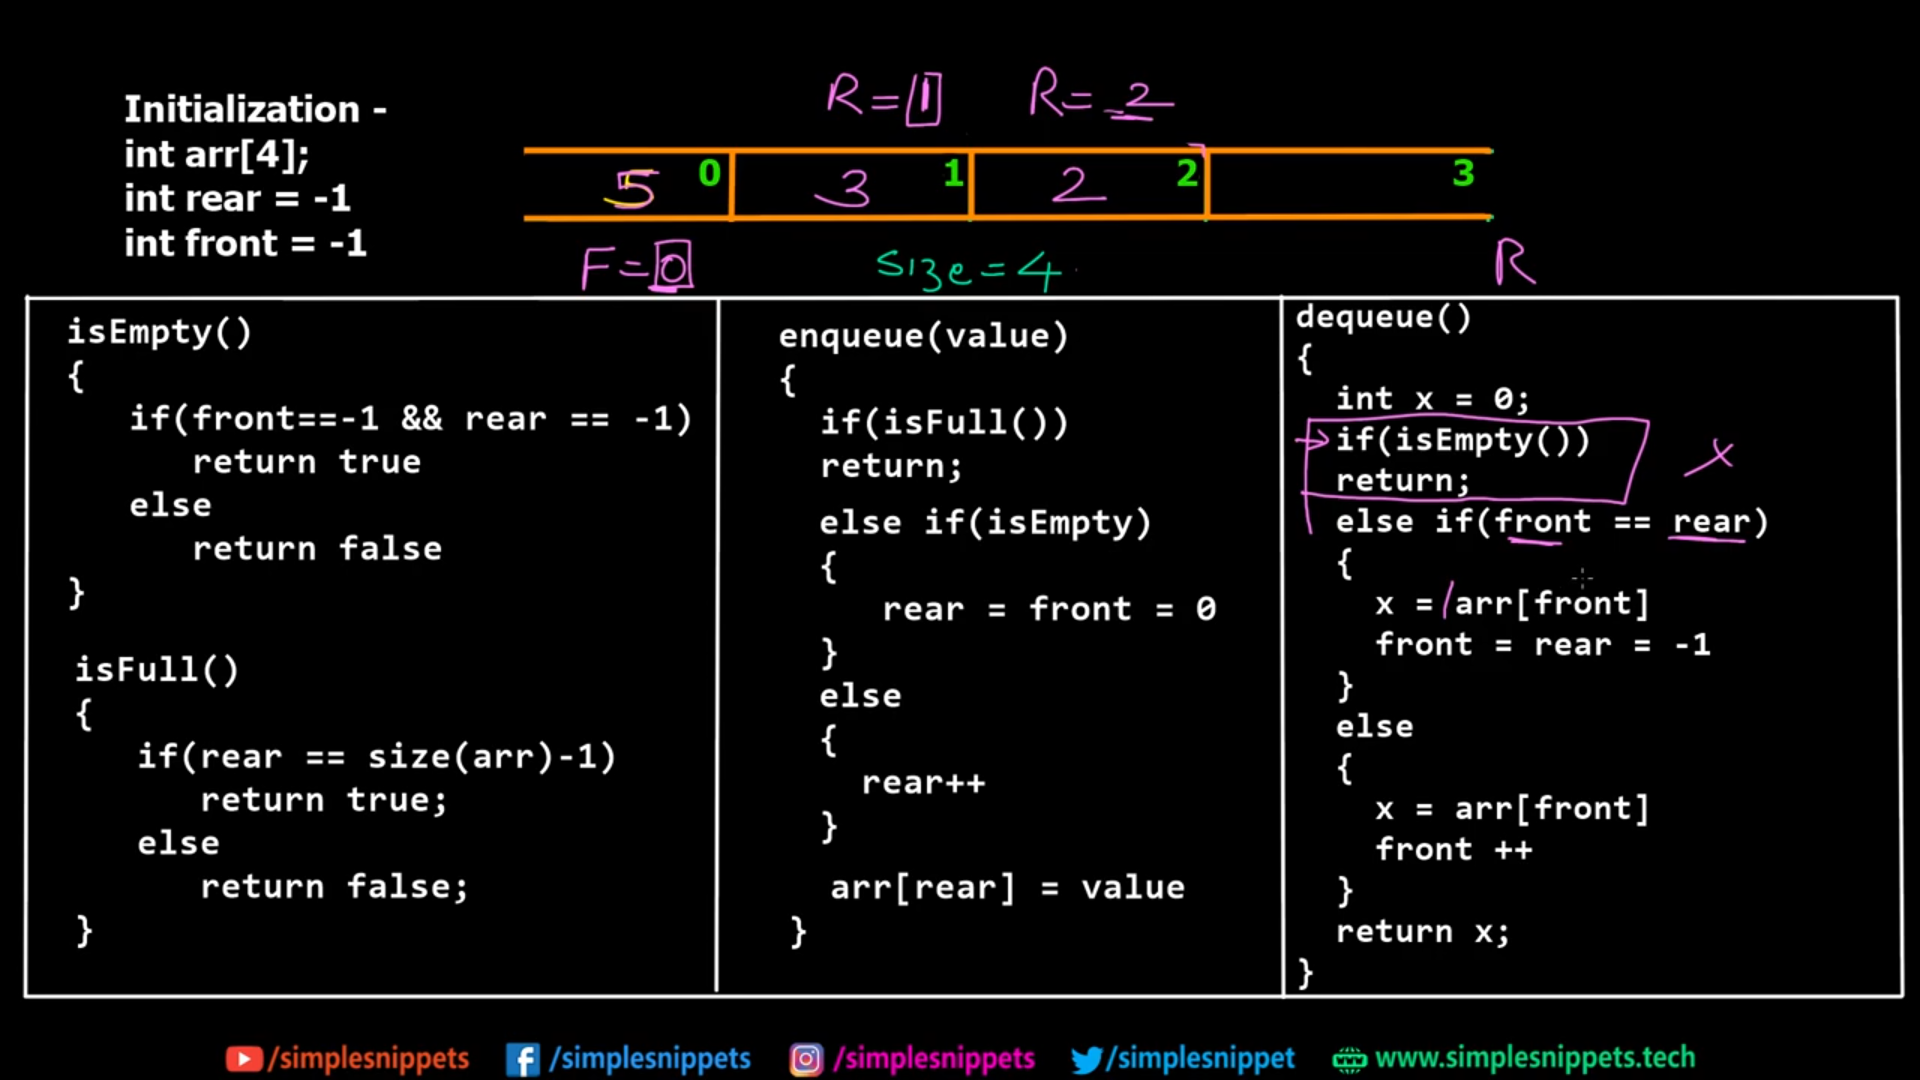 Initialization -
int arr[4];
int rear = -1
int front = -1
R=1 R=2
5 0 3 1 2 2 3
F=0 size=4 R
isEmpty()
{
if(front==-1 && rear == -1)
return true
else
return false
}
isFull()
{
if(rear == size(arr)-1)
return true;
else
return false;
}
enqueue(value)
{
if(isFull())
return;
else if(isEmpty)
{
rear = front = 0
}
else
{
rear++
}
arr[rear] = value
}
dequeue()
{
int x = 0;
if(isEmpty()) x
return;
else if(front == rear)
{
x = arr[front]
front = rear = -1
}
else
{
x = arr[front]
front ++
}
return x;
}
/simplesnippets /simplesnippets /simplesnippets /simplesnippet www.simplesnippets.tech